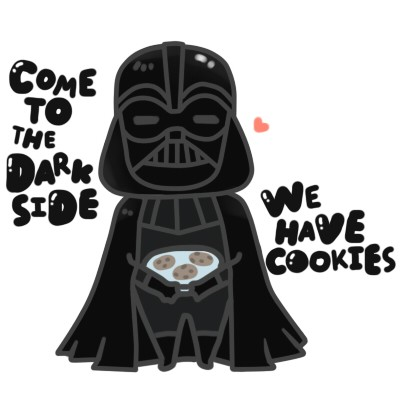 COME
TO
THE
DARK
SIDE
WE
HAVE
COOKIES